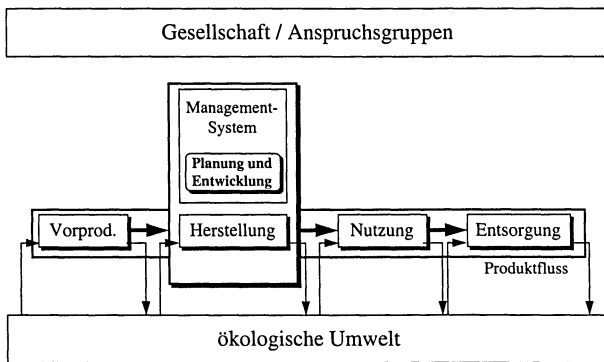 Gesellschaft / Anspruchsgruppen
Management-
System
Planung und
Entwicklung
Vorprod.
Herstellung
Nutzung
Entsorgung
Produktfluss
ökologische Umwelt